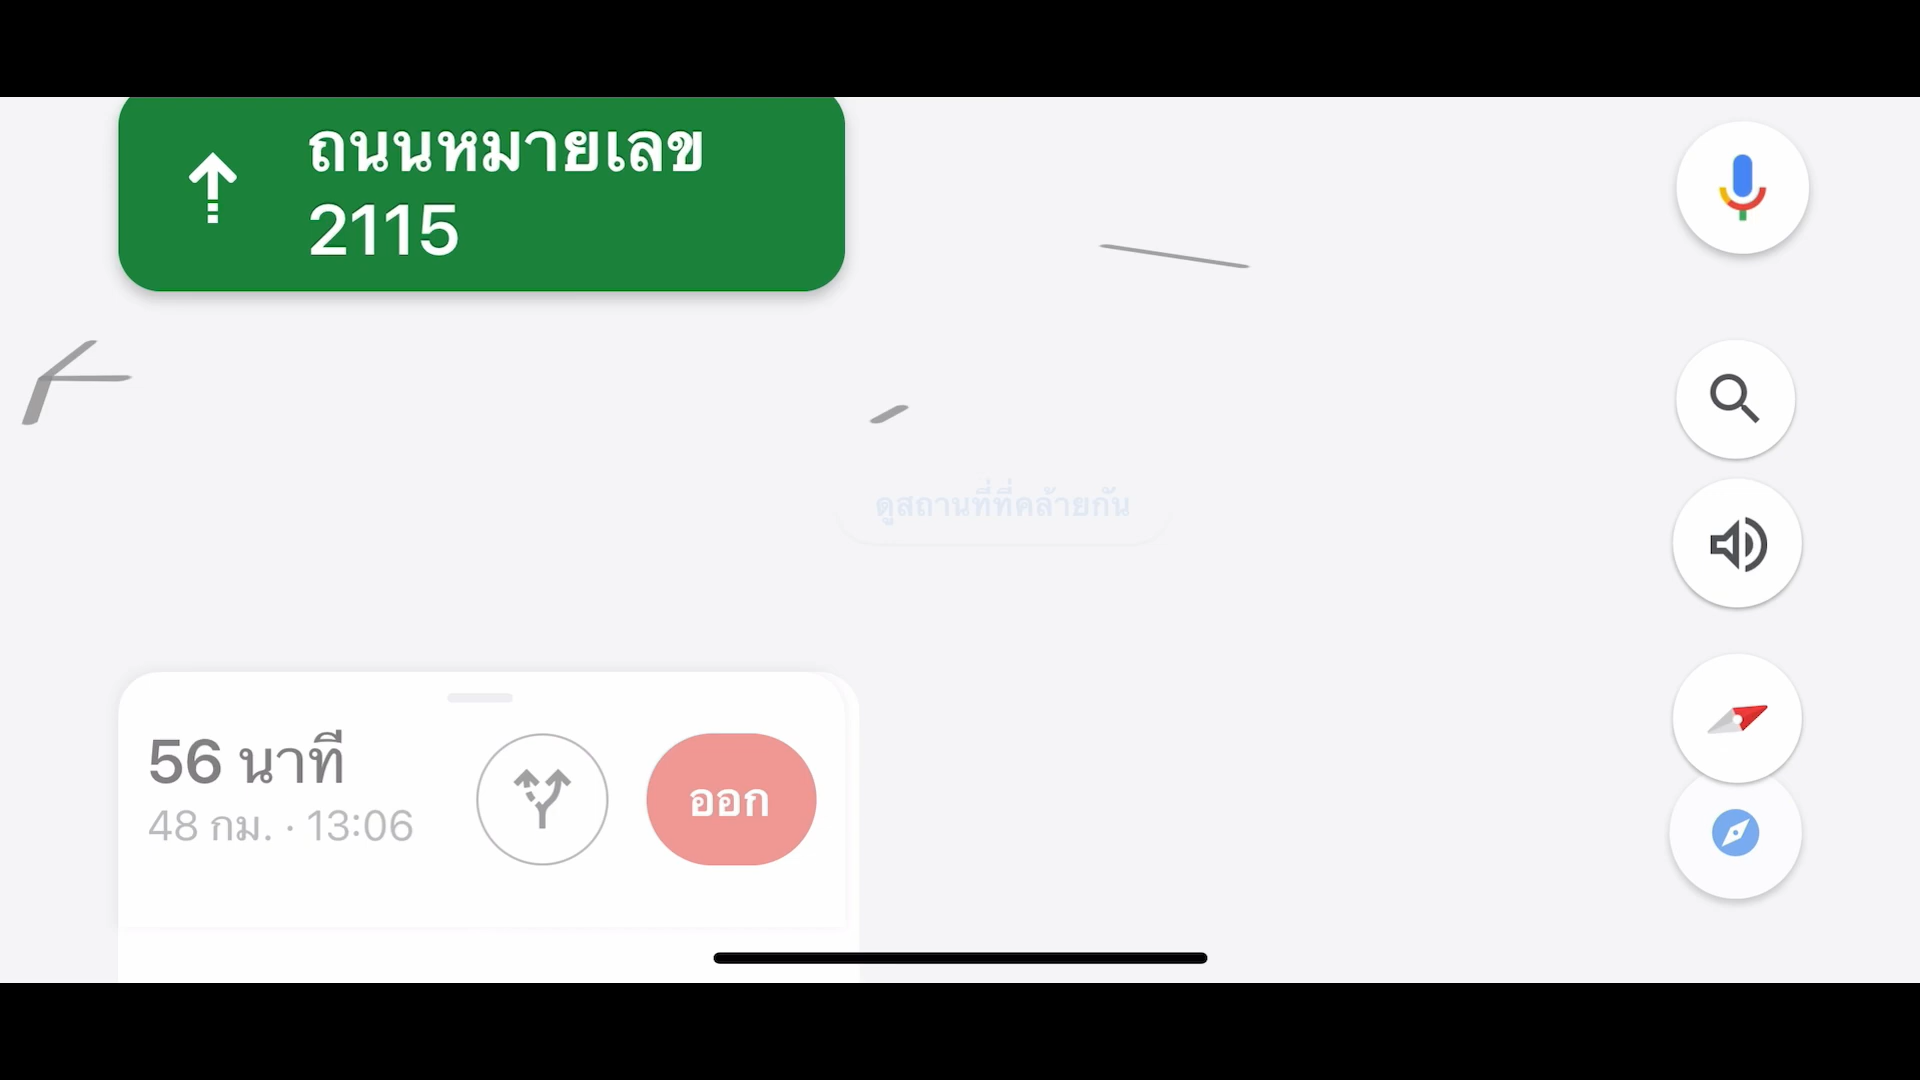 ถนนหมายเลข
2115
ดูสถานที่ที่คล้ายกัน
56 นาที
48 กม. · 13:06
ออก